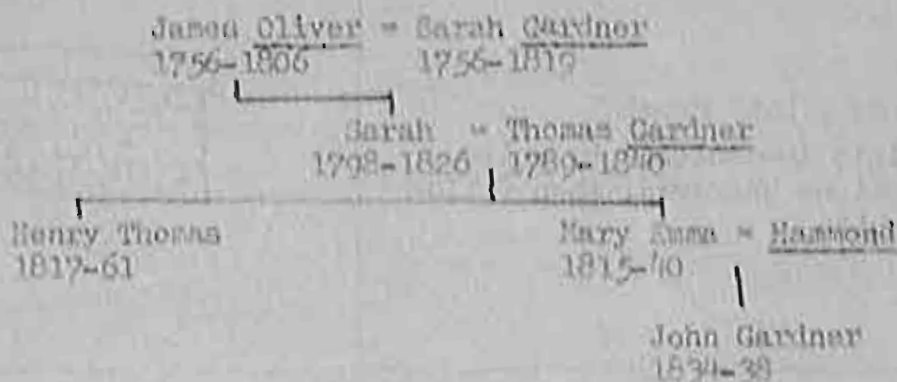 James Oliver = Sarah Gardner
1756-1806 1756-1819
Sarah = Thomas Gardner
1798-1826 1789-1840
Henry Thomas Mary Emma = Hammond
1817-61 1815-40
John Gardner
1834-38